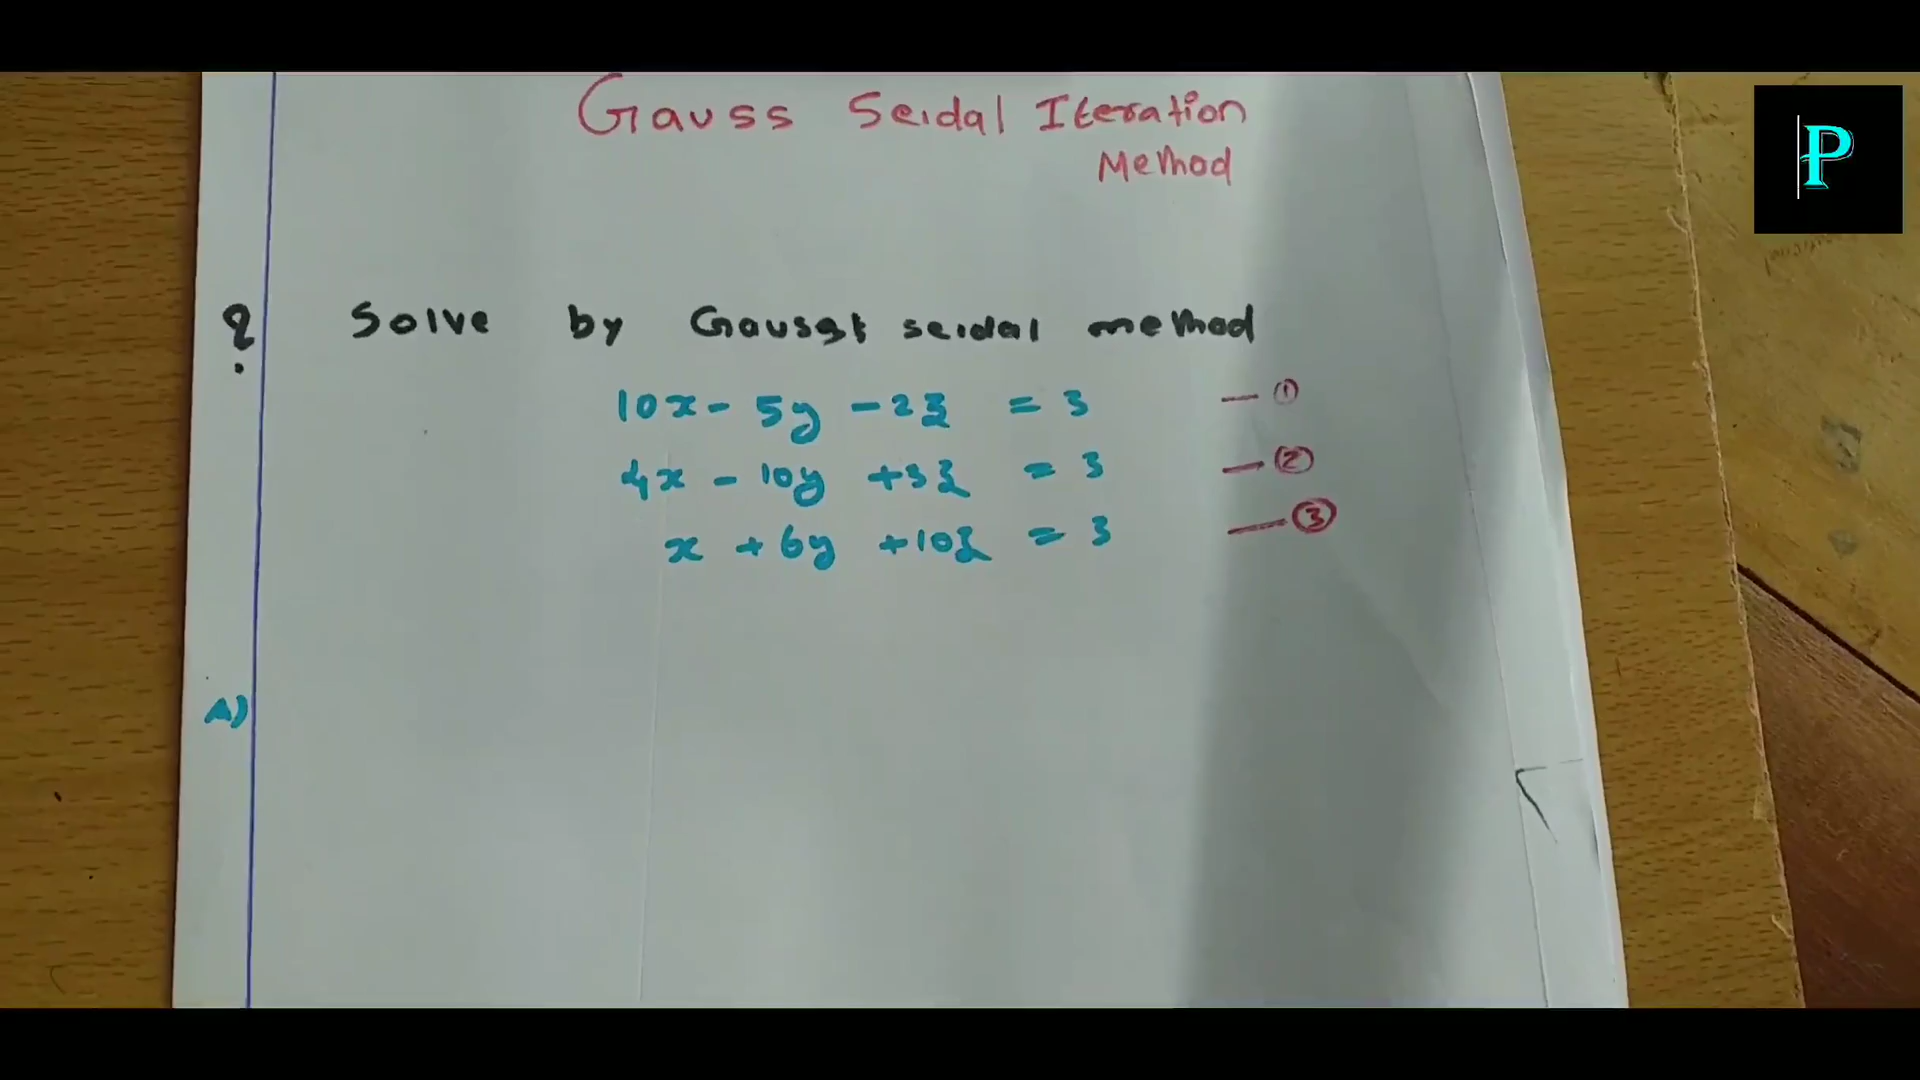 Gauss Seidal Iteration
Method
? Solve by Gausst seidal method
10x - 5y - 2z = 3 — ①
4x - 10y + 3z = 3 — ②
x + 6y + 10z = 3 — ③
A)
P